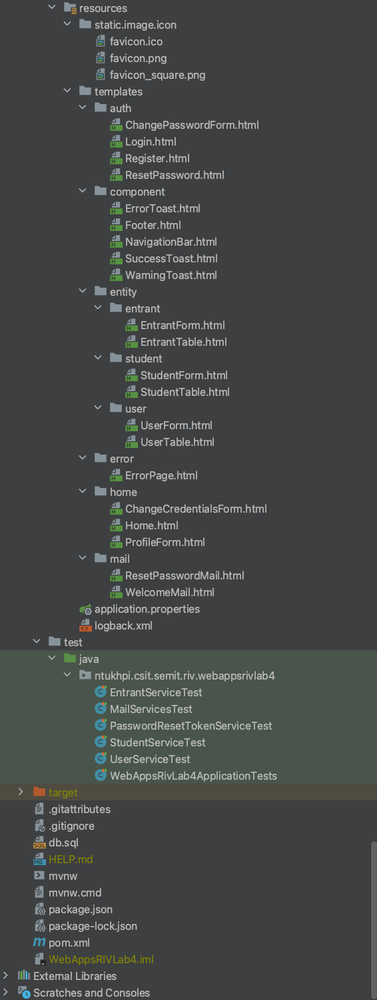 resources
static.image.icon
favicon.ico
favicon.png
favicon_square.png
templates
auth
ChangePasswordForm.html
Login.html
Register.html
ResetPassword.html
component
ErrorToast.html
Footer.html
NavigationBar.html
SuccessToast.html
WarningToast.html
entity
entrant
EntrantForm.html
EntrantTable.html
student
StudentForm.html
StudentTable.html
user
UserForm.html
UserTable.html
error
ErrorPage.html
home
ChangeCredentialsForm.html
Home.html
ProfileForm.html
mail
ResetPasswordMail.html
WelcomeMail.html
application.properties
logback.xml
test
java
ntukhpi.csit.semit.riv.webappsrivlab4
EntrantServiceTest
MailServicesTest
PasswordResetTokenServiceTest
StudentServiceTest
UserServiceTest
WebAppsRivLab4ApplicationTests
target
.gitattributes
.gitignore
db.sql
HELP.md
mvnw
mvnw.cmd
package.json
package-lock.json
pom.xml
WebAppsRIVLab4.iml
External Libraries
Scratches and Consoles